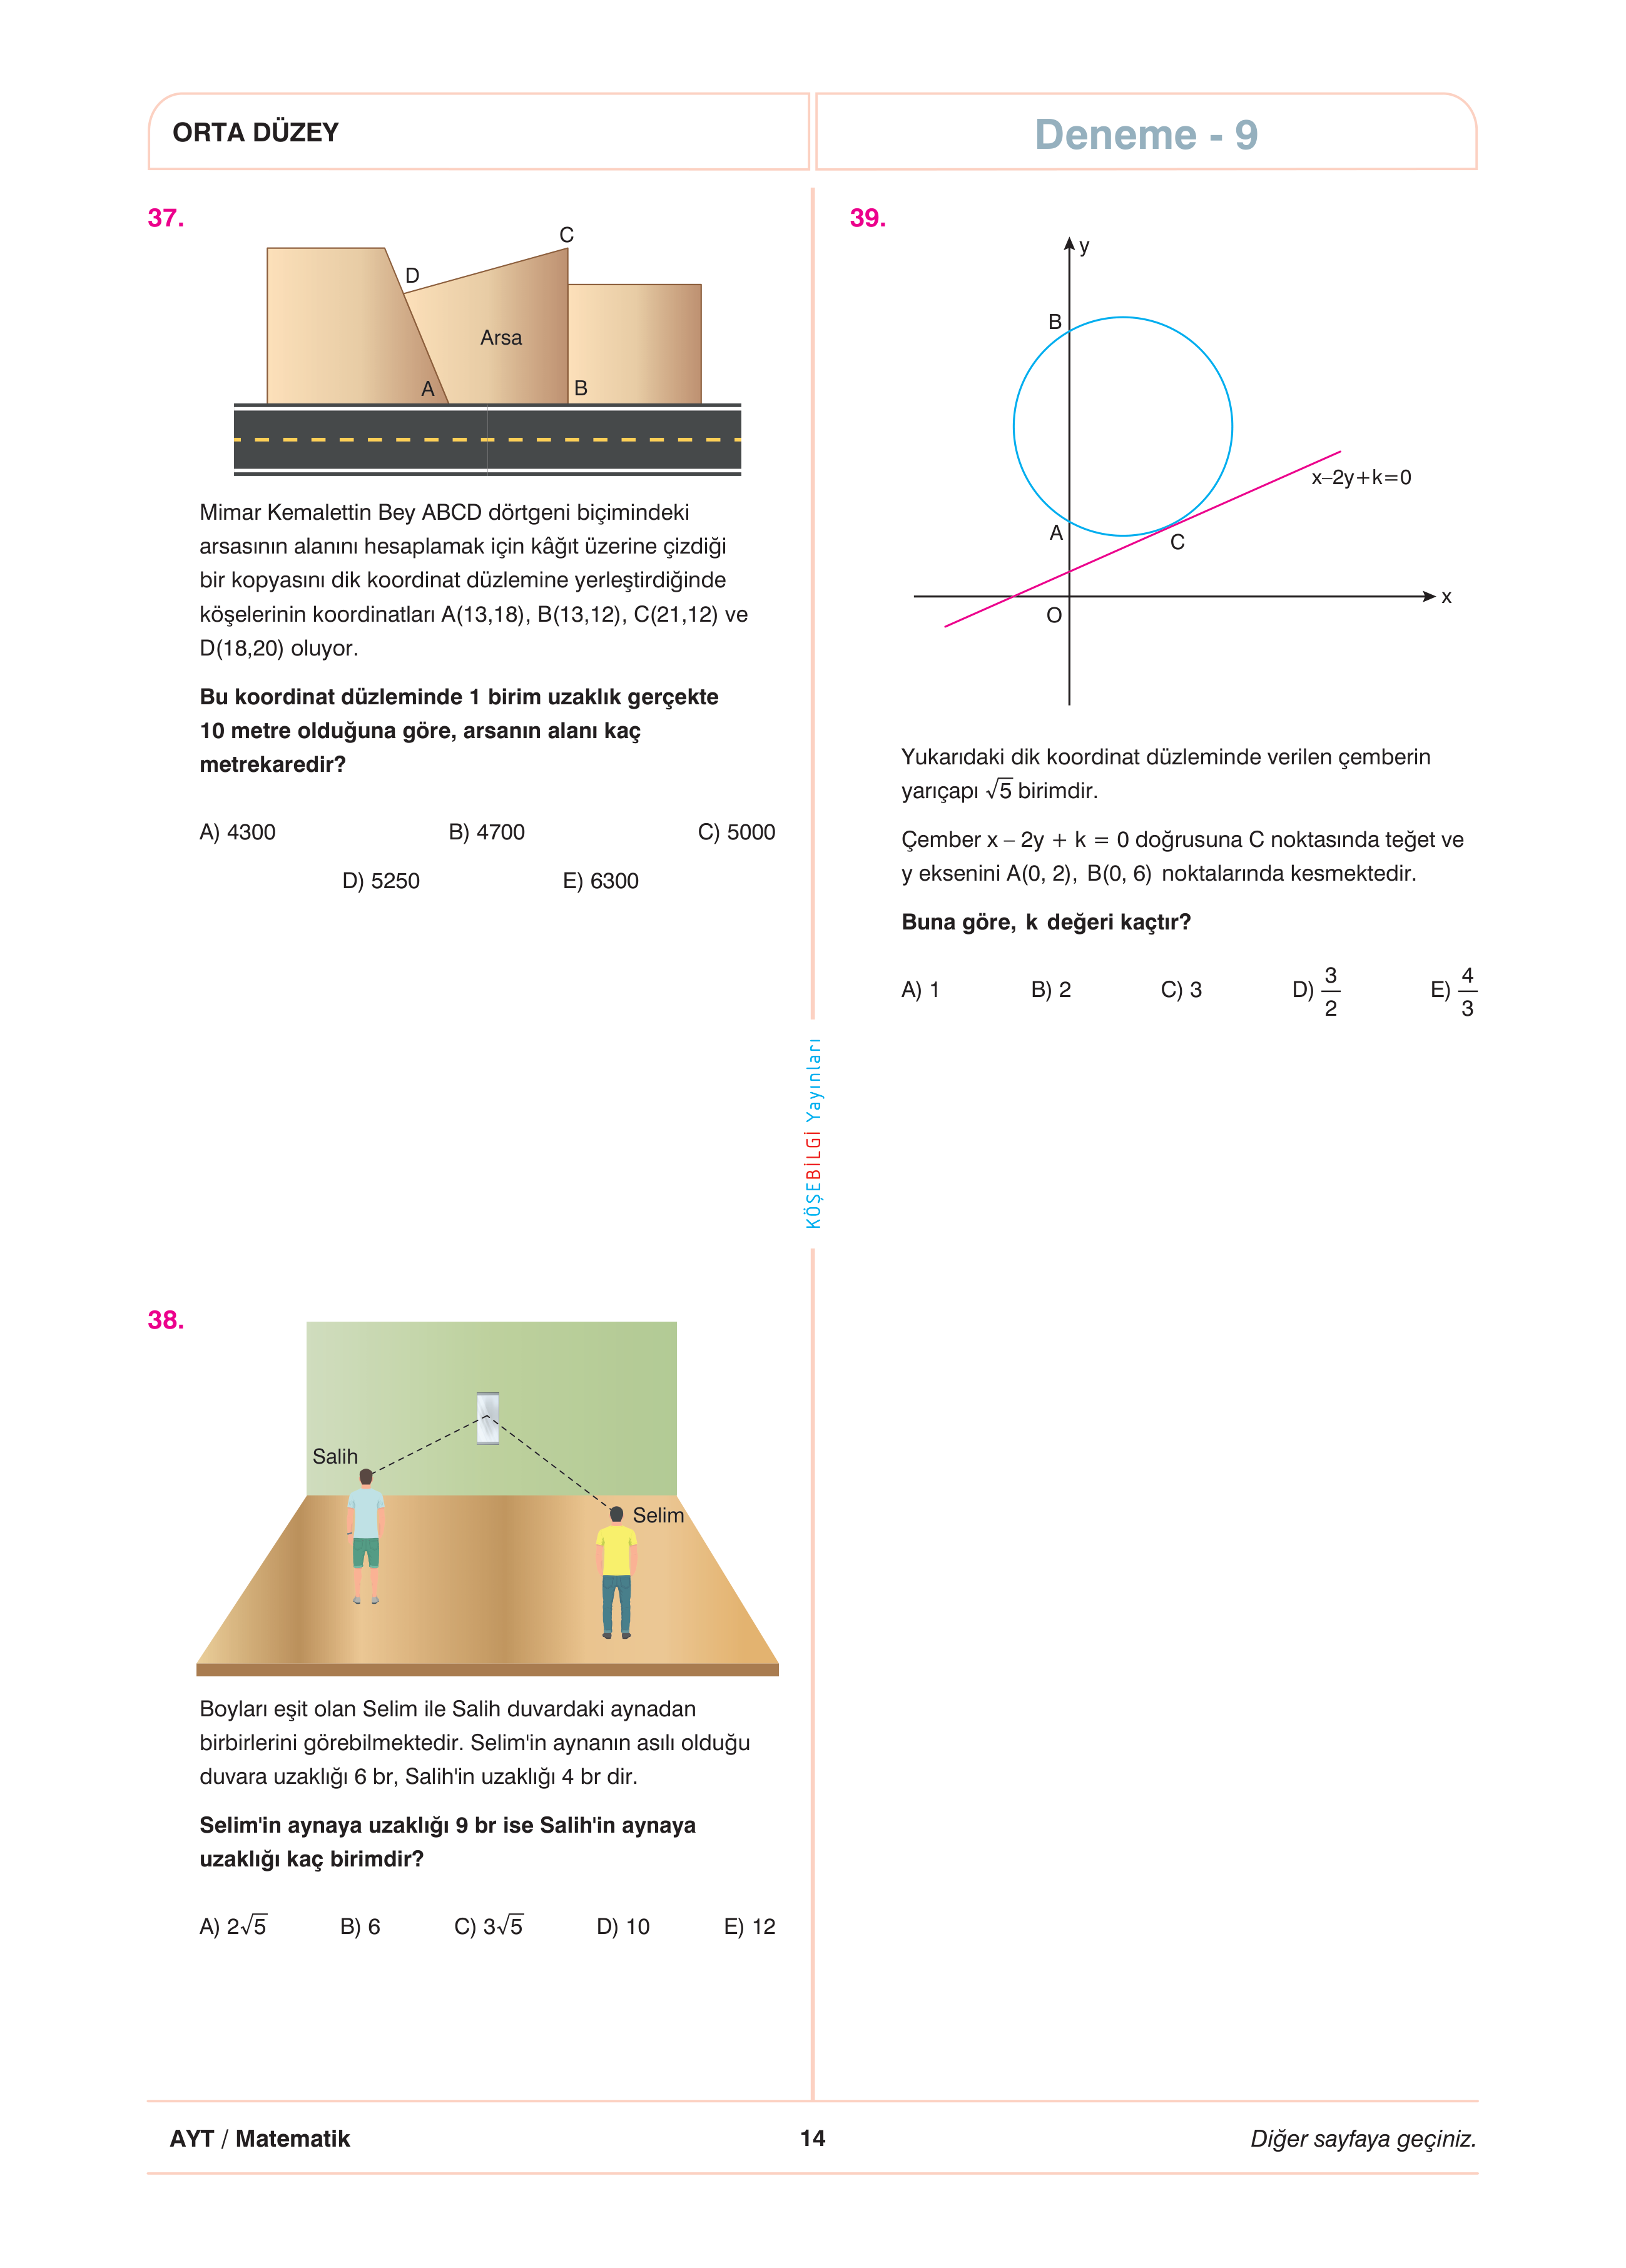 ORTA DÜZEY
Deneme - 9
37.
C
D
Arsa
A
B
Mimar Kemalettin Bey ABCD dörtgeni biçimindeki
arsasının alanını hesaplamak için kâğıt üzerine çizdiği
bir kopyasını dik koordinat düzlemine yerleştirdiğinde
köşelerinin koordinatları A(13,18), B(13,12), C(21,12) ve
D(18,20) oluyor.
Bu koordinat düzleminde 1 birim uzaklık gerçekte
10 metre olduğuna göre, arsanın alanı kaç
metrekaredir?
A) 4300 B) 4700 C) 5000
D) 5250 E) 6300
38.
Salih
Selim
Boyları eşit olan Selim ile Salih duvardaki aynadan
birbirlerini görebilmektedir. Selim'in aynanın asılı olduğu
duvara uzaklığı 6 br, Salih'in uzaklığı 4 br dir.
Selim'in aynaya uzaklığı 9 br ise Salih'in aynaya
uzaklığı kaç birimdir?
A) 2√5 B) 6 C) 3√5 D) 10 E) 12
KÖŞEBİLGİ Yayınları
39.
y
B
x–2y+k=0
A
C
x
O
Yukarıdaki dik koordinat düzleminde verilen çemberin
yarıçapı √5 birimdir.
Çember x – 2y + k = 0 doğrusuna C noktasında teğet ve
y eksenini A(0, 2), B(0, 6) noktalarında kesmektedir.
Buna göre, k değeri kaçtır?
A) 1 B) 2 C) 3 D) 3/2 E) 4/3
AYT / Matematik
14
Diğer sayfaya geçiniz.